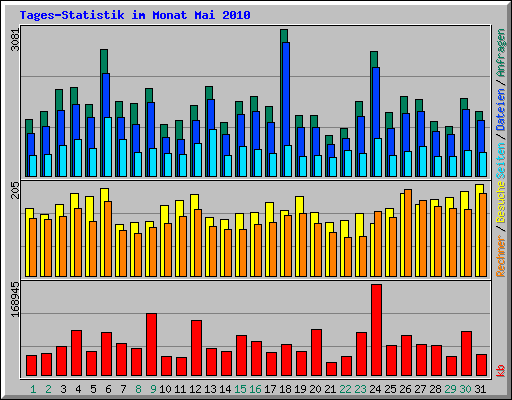 Tages-Statistik im Monat Mai 2010
3081
205
168945
Rechner / Besuche Seiten / Dateien / Anfragen
kb
1 2 3 4 5 6 7 8 9 10 11 12 13 14 15 16 17 18 19 20 21 22 23 24 25 26 27 28 29 30 31